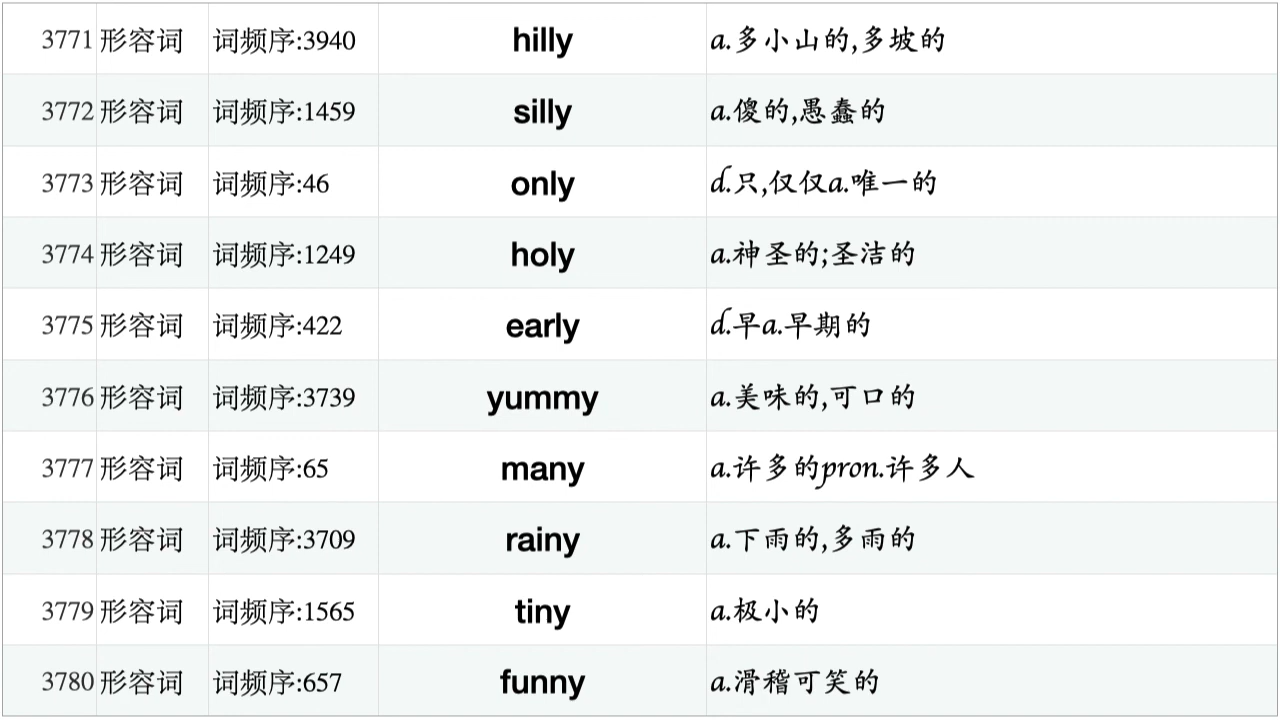 3771 形容词 词频序:3940 hilly a.多小山的,多坡的
3772 形容词 词频序:1459 silly a.傻的,愚蠢的
3773 形容词 词频序:46 only d.只,仅仅a.唯一的
3774 形容词 词频序:1249 holy a.神圣的;圣洁的
3775 形容词 词频序:422 early d.早a.早期的
3776 形容词 词频序:3739 yummy a.美味的,可口的
3777 形容词 词频序:65 many a.许多的pron.许多人
3778 形容词 词频序:3709 rainy a.下雨的,多雨的
3779 形容词 词频序:1565 tiny a.极小的
3780 形容词 词频序:657 funny a.滑稽可笑的